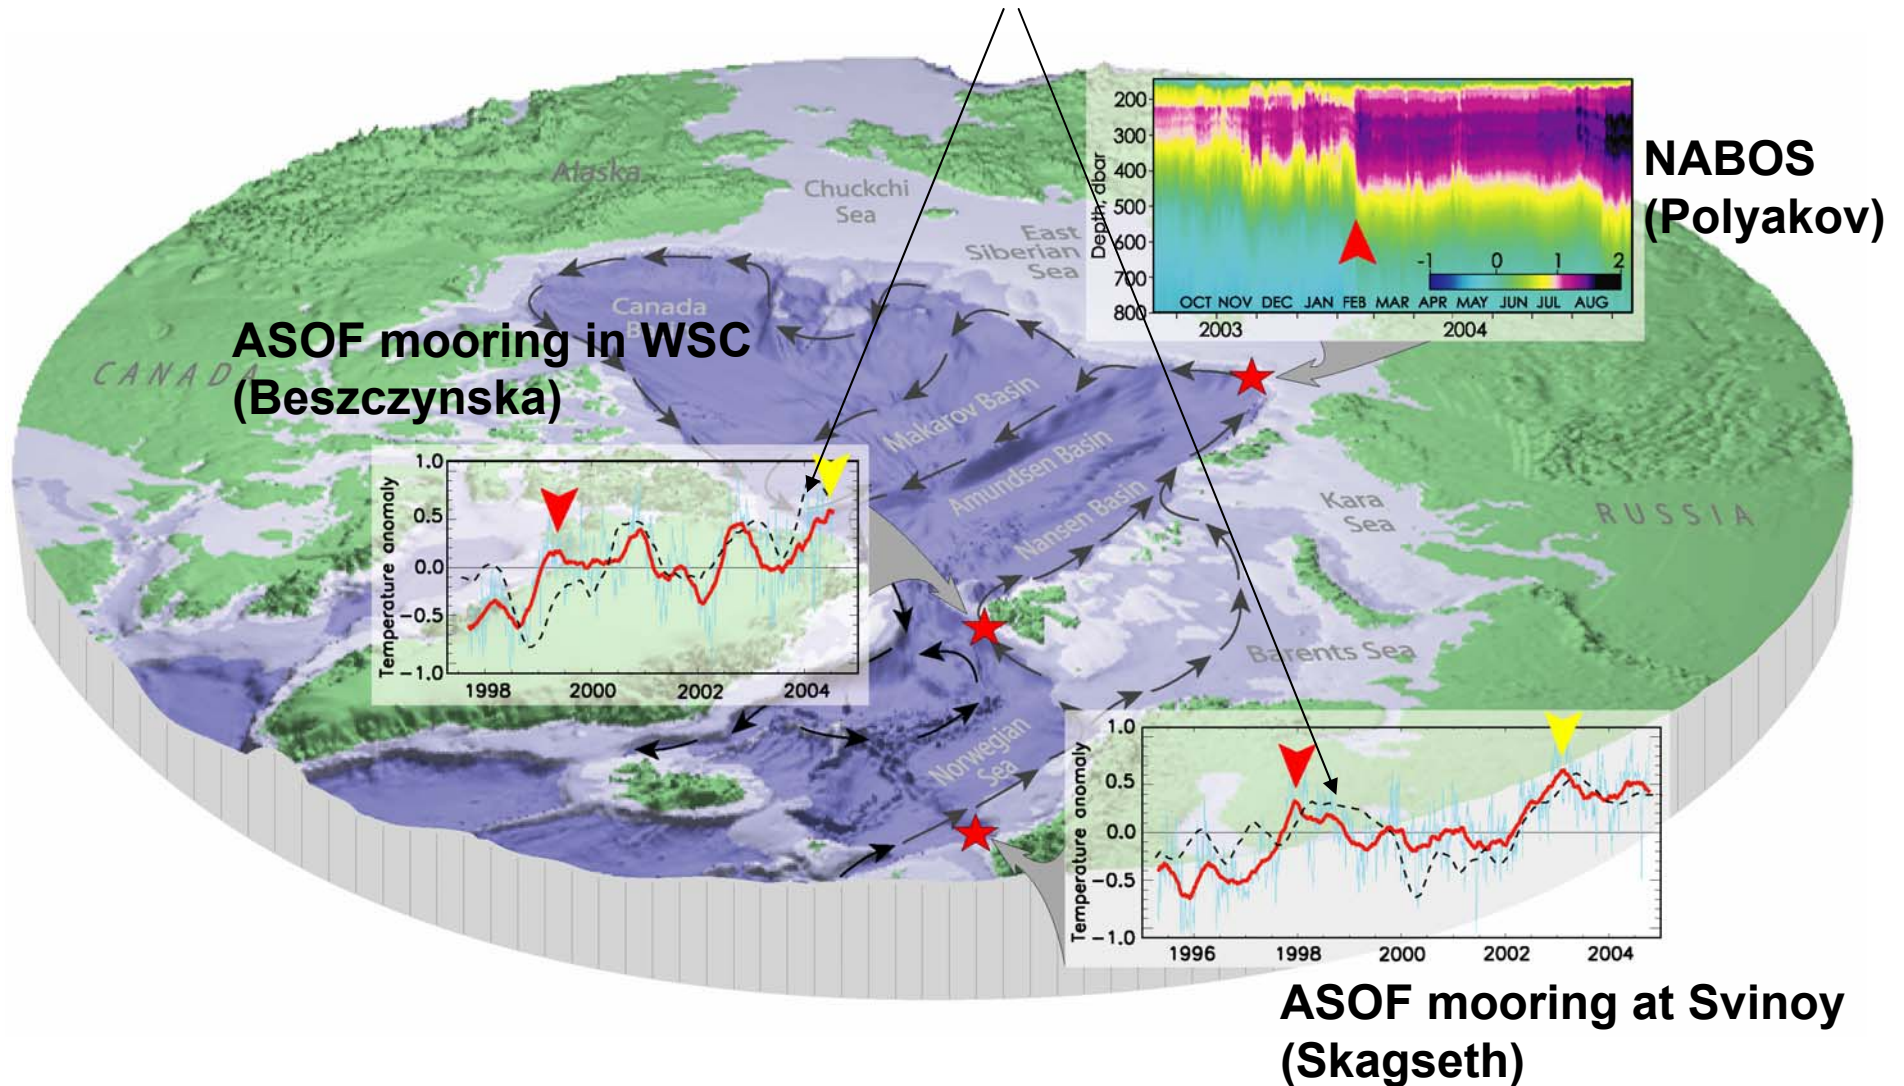 Alaska
Chuckchi
Sea
East
Siberian
Sea
200
300
400
500
600
700
800
Depth, dbar
-1 0 1 2
OCT NOV DEC JAN FEB MAR APR MAY JUN JUL AUG
2003 2004
NABOS
(Polyakov)
Canada
ASOF mooring in WSC
(Beszczynska)
CANADA
Makarov Basin
Amundsen Basin
Nansen Basin
Kara
Sea
RUSSIA
Barents Sea
Norwegian
Sea
Temperature anomaly
1.0
0.5
0.0
−0.5
−1.0
1998 2000 2002 2004
Temperature anomaly
1.0
0.5
0.0
−0.5
−1.0
1996 1998 2000 2002 2004
ASOF mooring at Svinoy
(Skagseth)